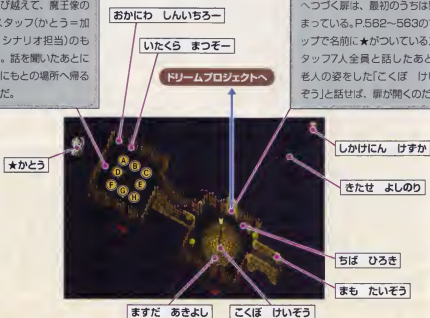 び越えて、魔王像の
スタッフ(かとう=加
シナリオ担当)のも
。話を聞いたあとに
にもとの場所へ帰る
だ。
おかにわ しんいちろー
いたくら まつぞー
ドリームプロジェクトへ
へつづく扉は、最初のうちは
まっている。P.562~563の
ップで名前に★がついている
タッフ7人全員と話したあと
老人の姿をした「こくぼ けい
ぞう」と話せば、扉が開くのだ
★かとう
A
B
C
D
E
F
G
H
しかけにん けずか
きたせ よしのり
ちば ひろき
まも たいぞう
ますだ あきよし
こくぼ けいぞう